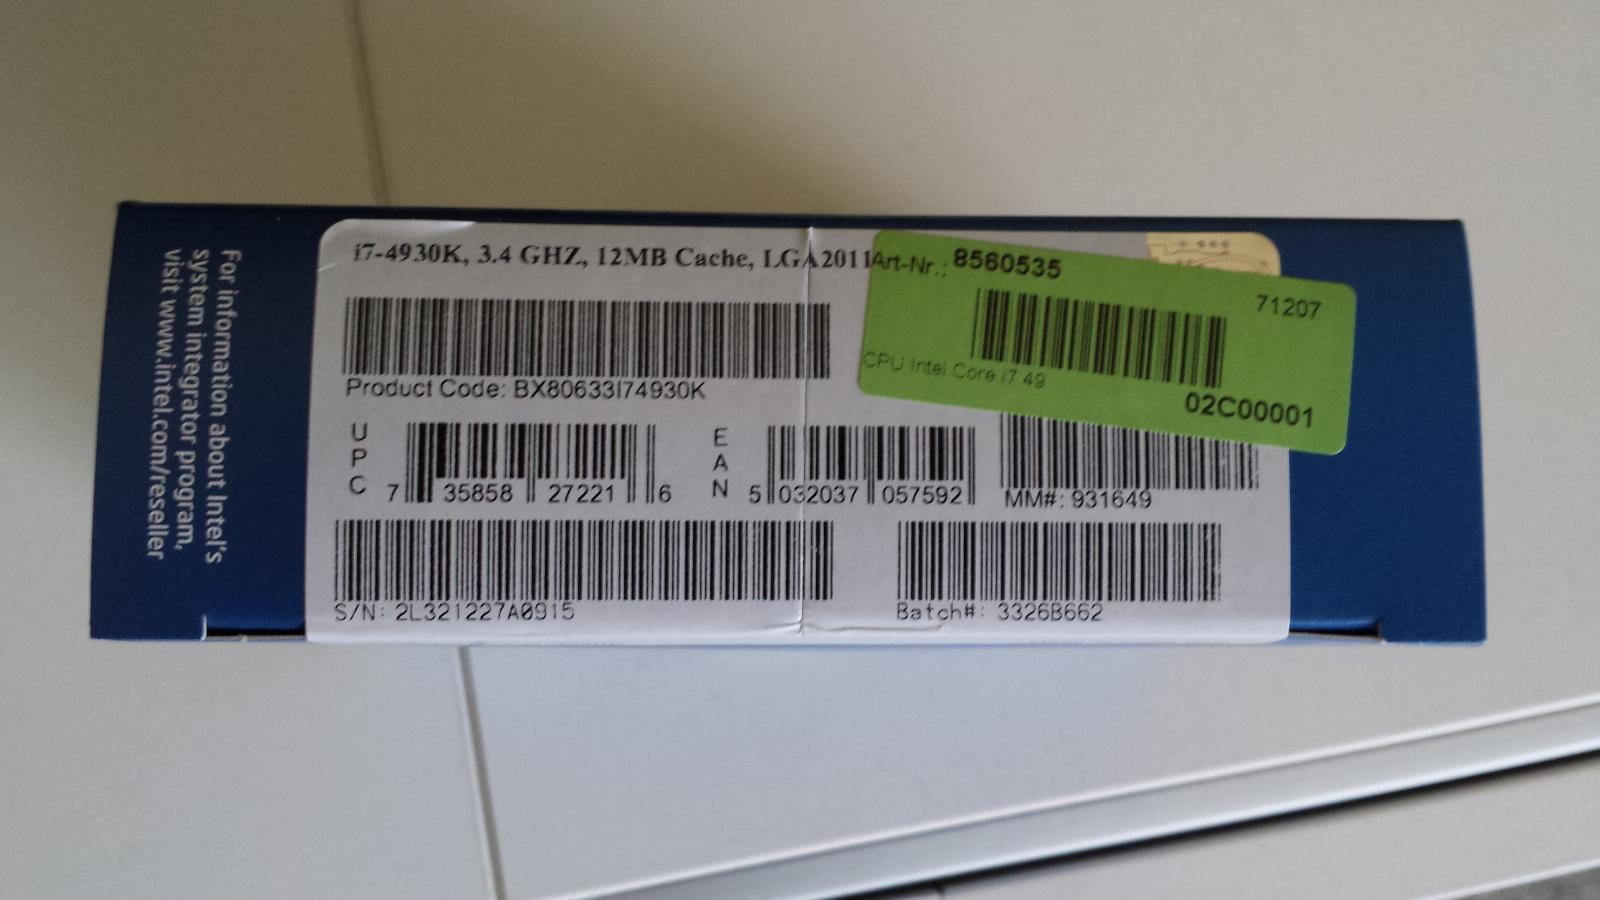 For information about Intel's
system integrator program,
visit www.intel.com/reseller
i7-4930K, 3.4 GHZ, 12MB Cache, LGA2011
Product Code: BX80633I74930K
UPC
7 35858 27221 6
EAN
5 032037 057592
MM#: 931649
S/N: 2L321227A0915
Batch#: 3326B662
Art-Nr.: 8560535
71207
CPU Intel Core i7 49
02C00001